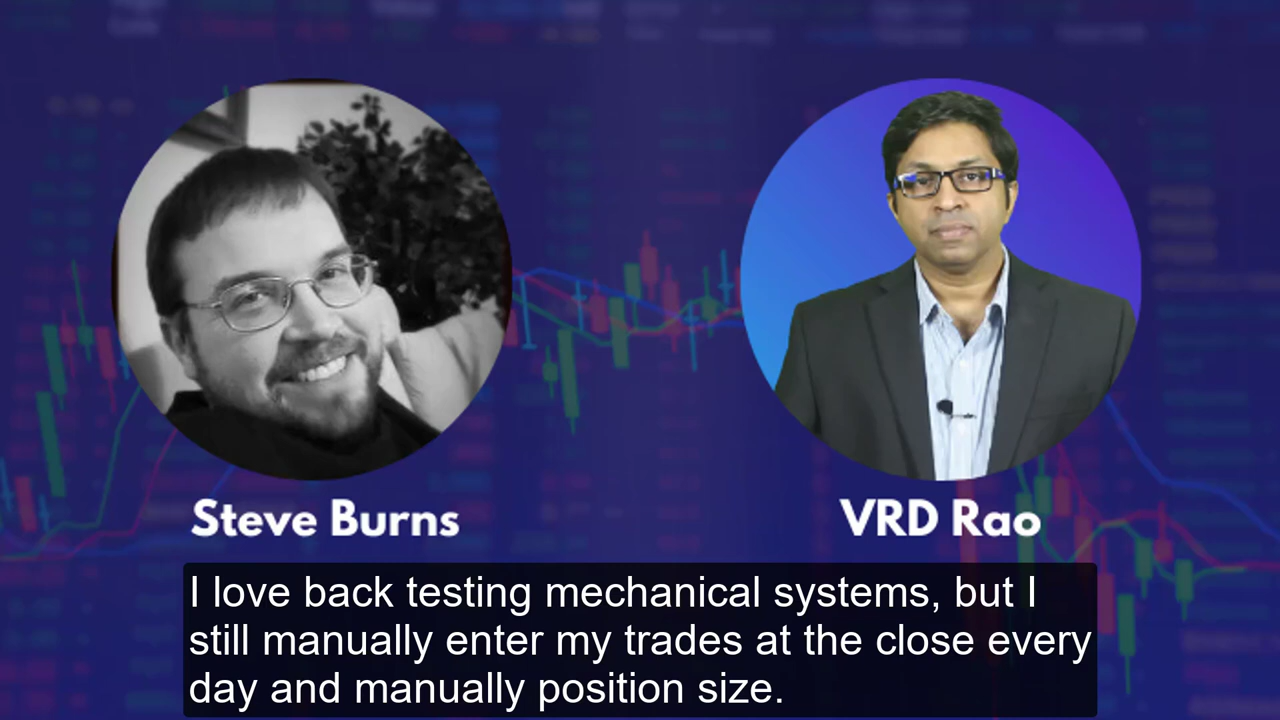 Steve Burns
VRD Rao
I love back testing mechanical systems, but I
still manually enter my trades at the close every
day and manually position size.